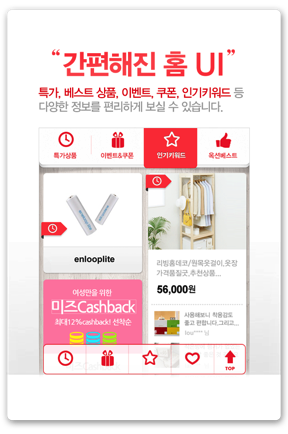 “간편해진 홈 UI”
특가, 베스트 상품, 이벤트, 쿠폰, 인기키워드 등
다양한 정보를 편리하게 보실 수 있습니다.
특가상품 이벤트&쿠폰 인기키워드 옥션베스트
enlooplite
리빙홈데코/원목옷걸이,옷장
가격품질굿,추천상품...
56,000원
여성만을 위한
미즈Cashback
최대12%cashback! 선착순
사용해보니 착용감도
좋고 편합니다.그리고...
TOP